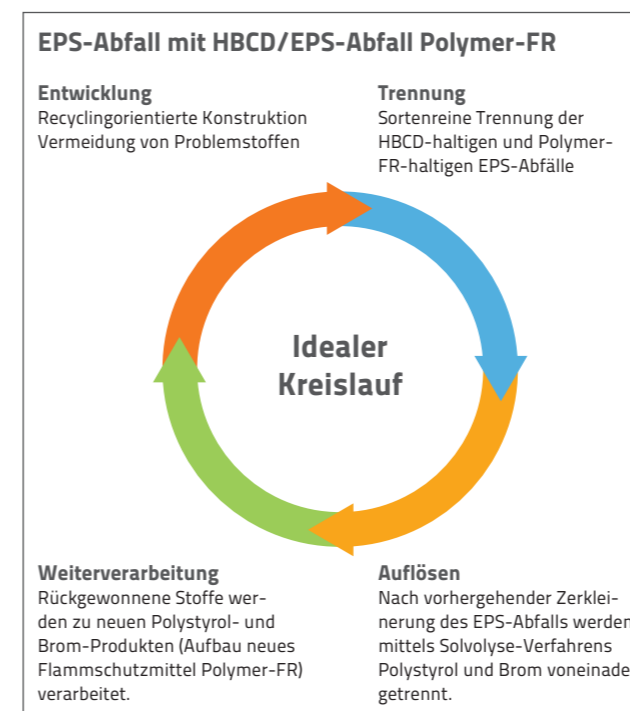 EPS-Abfall mit HBCD/EPS-Abfall Polymer-FR
Entwicklung
Recyclingorientierte Konstruktion
Vermeidung von Problemstoffen
Trennung
Sortenreine Trennung der
HBCD-haltigen und Polymer-
FR-haltigen EPS-Abfälle
Idealer
Kreislauf
Weiterverarbeitung
Rückgewonnene Stoffe wer-
den zu neuen Polystyrol- und
Brom-Produkten (Aufbau neues
Flammschutzmittel Polymer-FR)
verarbeitet.
Auflösen
Nach vorhergehender Zerklei-
nerung des EPS-Abfalls werden
mittels Solvolyse-Verfahrens
Polystyrol und Brom voneinade
getrennt.